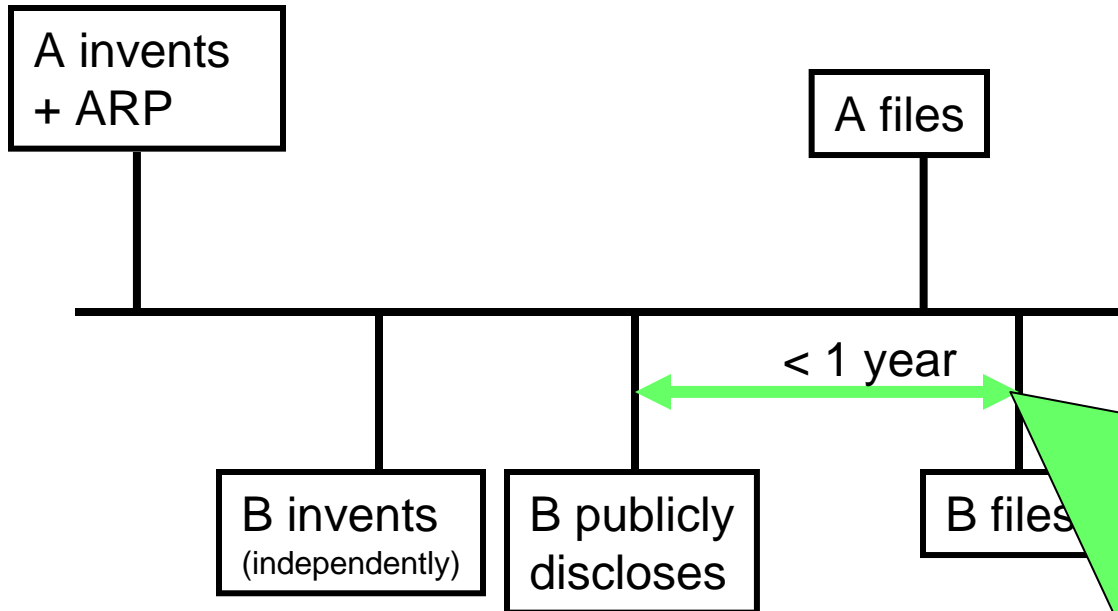 A invents
+ ARP
A files
< 1 year
B invents
(independently)
B publicly
discloses
B files